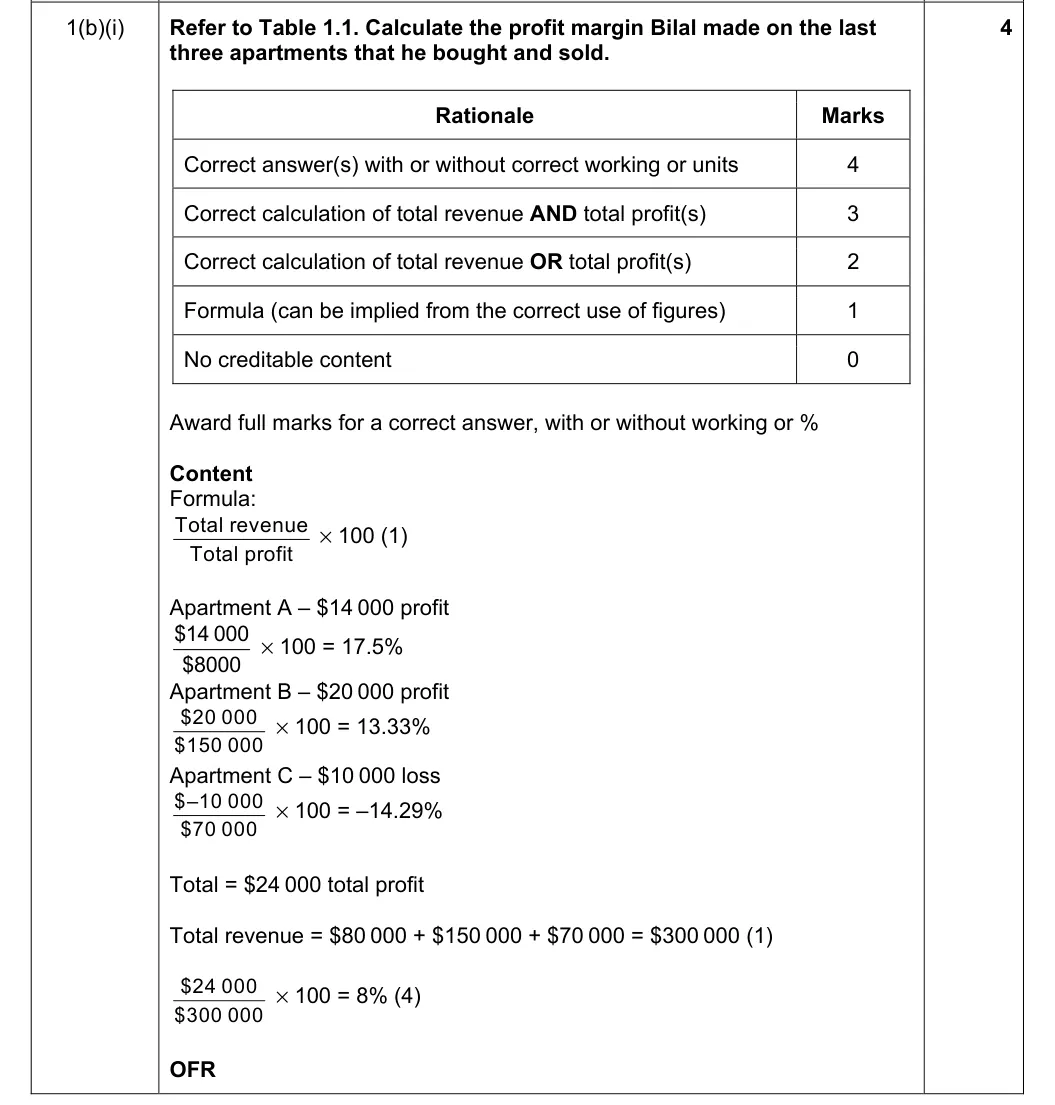 1(b)(i)
Refer to Table 1.1. Calculate the profit margin Bilal made on the last
4
three apartments that he bought and sold.
Rationale
Marks
Correct answer(s) with or without correct working or units
4
Correct calculation of total revenue AND total profit(s)
3
Correct calculation of total revenue OR total profit(s)
2
Formula (can be implied from the correct use of figures)
1
No creditable content
0
Award full marks for a correct answer, with or without working or %
Content
Formula:
Total revenue
× 100 (1)
Total profit
Apartment A – $14 000 profit
$14 000
× 100 = 17.5%
$8000
Apartment B – $20 000 profit
$20 000
× 100 = 13.33%
$150 000
Apartment C – $10 000 loss
$–10 000
× 100 = –14.29%
$70 000
Total = $24 000 total profit
Total revenue = $80 000 + $150 000 + $70 000 = $300 000 (1)
$24 000
× 100 = 8% (4)
$300 000
OFR